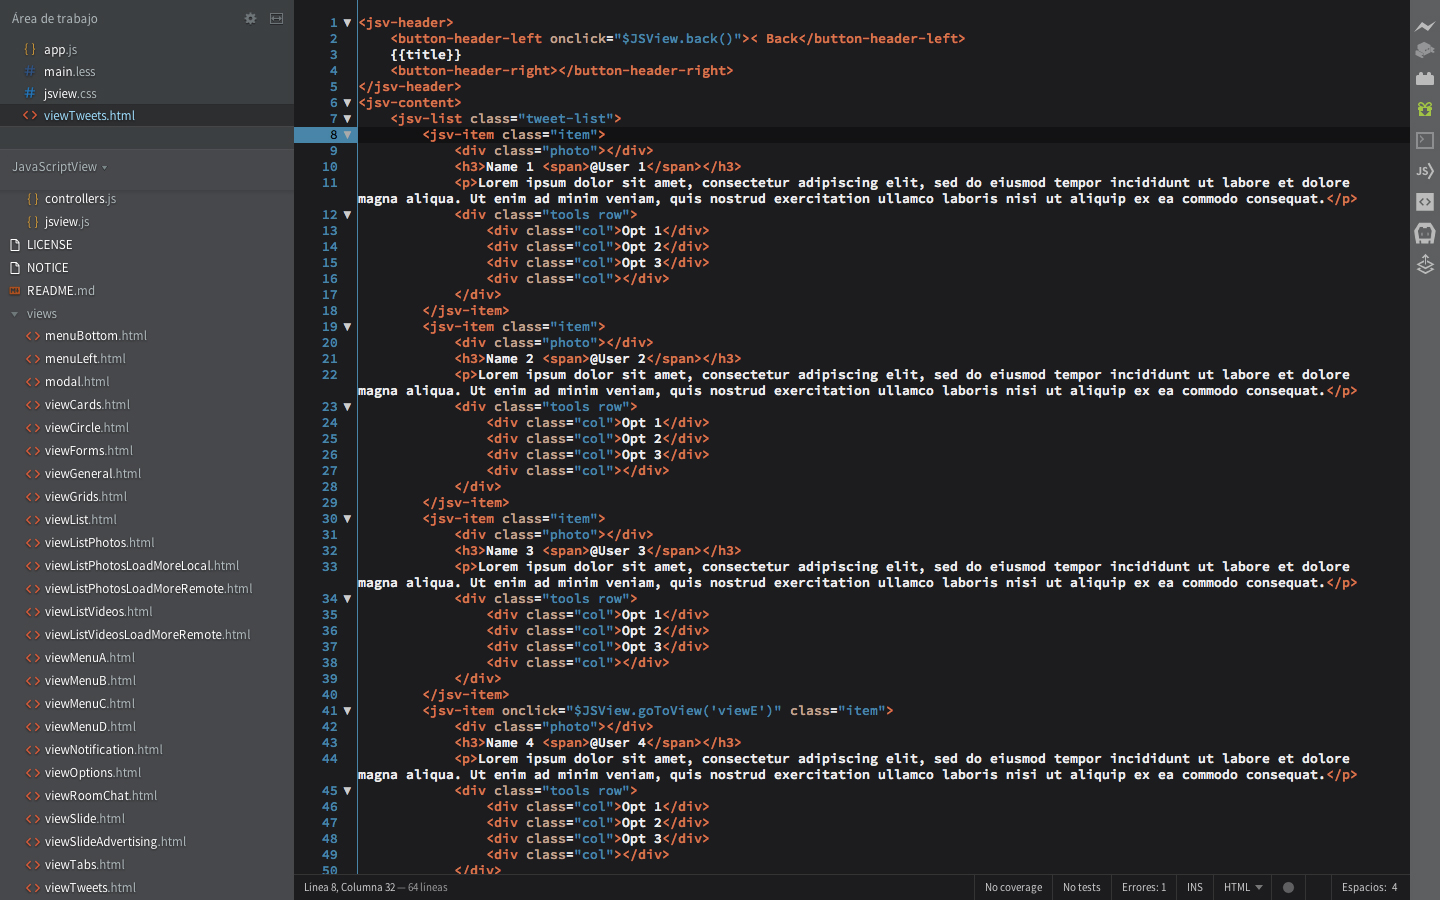 Área de trabajo
app.js
main.less
jsview.css
viewTweets.html
JavaScriptView
controllers.js
jsview.js
LICENSE
NOTICE
README.md
views
menuBottom.html
menuLeft.html
modal.html
viewCards.html
viewCircle.html
viewForms.html
viewGeneral.html
viewGrids.html
viewList.html
viewListPhotos.html
viewListPhotosLoadMoreLocal.html
viewListPhotosLoadMoreRemote.html
viewListVideos.html
viewListVideosLoadMoreRemote.html
viewMenuA.html
viewMenuB.html
viewMenuC.html
viewMenuD.html
viewNotification.html
viewOptions.html
viewRoomChat.html
viewSlide.html
viewSlideAdvertising.html
viewTabs.html
viewTweets.html
1 <jsv-header>
2 <button-header-left onclick="$JSView.back()">< Back</button-header-left>
3 {{title}}
4 <button-header-right></button-header-right>
5 </jsv-header>
6 <jsv-content>
7 <jsv-list class="tweet-list">
8 <jsv-item class="item">
9 <div class="photo"></div>
10 <h3>Name 1 <span>@User 1</span></h3>
11 <p>Lorem ipsum dolor sit amet, consectetur adipiscing elit, sed do eiusmod tempor incididunt ut labore et dolore
magna aliqua. Ut enim ad minim veniam, quis nostrud exercitation ullamco laboris nisi ut aliquip ex ea commodo consequat.</p>
12 <div class="tools row">
13 <div class="col">Opt 1</div>
14 <div class="col">Opt 2</div>
15 <div class="col">Opt 3</div>
16 <div class="col"></div>
17 </div>
18 </jsv-item>
19 <jsv-item class="item">
20 <div class="photo"></div>
21 <h3>Name 2 <span>@User 2</span></h3>
22 <p>Lorem ipsum dolor sit amet, consectetur adipiscing elit, sed do eiusmod tempor incididunt ut labore et dolore
magna aliqua. Ut enim ad minim veniam, quis nostrud exercitation ullamco laboris nisi ut aliquip ex ea commodo consequat.</p>
23 <div class="tools row">
24 <div class="col">Opt 1</div>
25 <div class="col">Opt 2</div>
26 <div class="col">Opt 3</div>
27 <div class="col"></div>
28 </div>
29 </jsv-item>
30 <jsv-item class="item">
31 <div class="photo"></div>
32 <h3>Name 3 <span>@User 3</span></h3>
33 <p>Lorem ipsum dolor sit amet, consectetur adipiscing elit, sed do eiusmod tempor incididunt ut labore et dolore
magna aliqua. Ut enim ad minim veniam, quis nostrud exercitation ullamco laboris nisi ut aliquip ex ea commodo consequat.</p>
34 <div class="tools row">
35 <div class="col">Opt 1</div>
36 <div class="col">Opt 2</div>
37 <div class="col">Opt 3</div>
38 <div class="col"></div>
39 </div>
40 </jsv-item>
41 <jsv-item onclick="$JSView.goToView('viewE')" class="item">
42 <div class="photo"></div>
43 <h3>Name 4 <span>@User 4</span></h3>
44 <p>Lorem ipsum dolor sit amet, consectetur adipiscing elit, sed do eiusmod tempor incididunt ut labore et dolore
magna aliqua. Ut enim ad minim veniam, quis nostrud exercitation ullamco laboris nisi ut aliquip ex ea commodo consequat.</p>
45 <div class="tools row">
46 <div class="col">Opt 1</div>
47 <div class="col">Opt 2</div>
48 <div class="col">Opt 3</div>
49 <div class="col"></div>
50 </div>
Línea 8, Columna 32 — 64 líneas
No coverage
No tests
Errores: 1
INS
HTML
Espacios: 4
JS